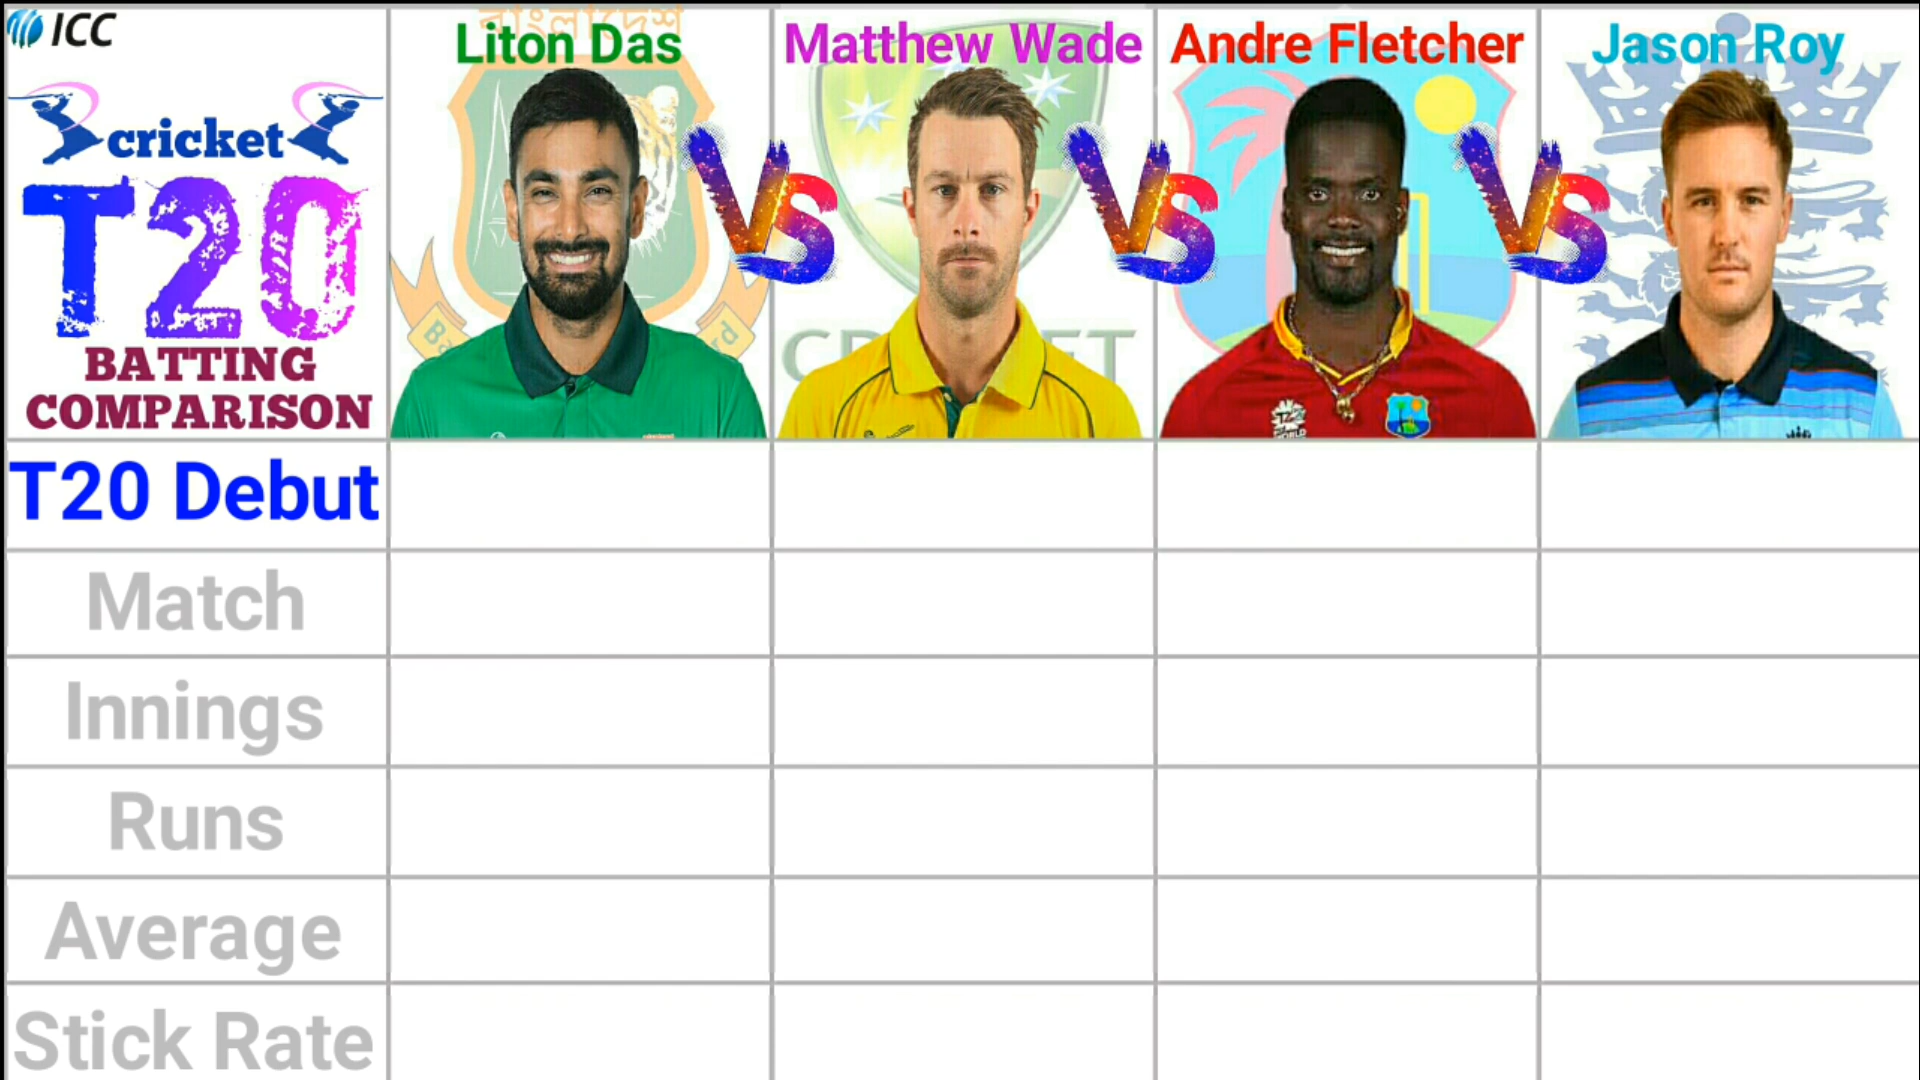 ICC
Liton Das
Matthew Wade
Andre Fletcher
Jason Roy
বাংলাদেশ
cricket
T20
BATTING
COMPARISON
VS
VS
VS
CRICKET
T20 Debut
Match
Innings
Runs
Average
Stick Rate